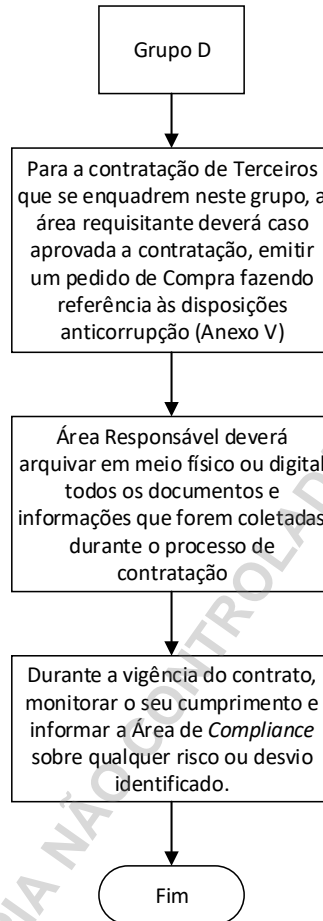 Grupo D
Para a contratação de Terceiros
que se enquadrem neste grupo, a
área requisitante deverá caso
aprovada a contratação, emitir
um pedido de Compra fazendo
referência às disposições
anticorrupção (Anexo V)
Área Responsável deverá
arquivar em meio físico ou digital
todos os documentos e
informações que forem coletadas
durante o processo de
contratação
Durante a vigência do contrato,
monitorar o seu cumprimento e
informar a Área de Compliance
sobre qualquer risco ou desvio
identificado.
Fim
NÃO